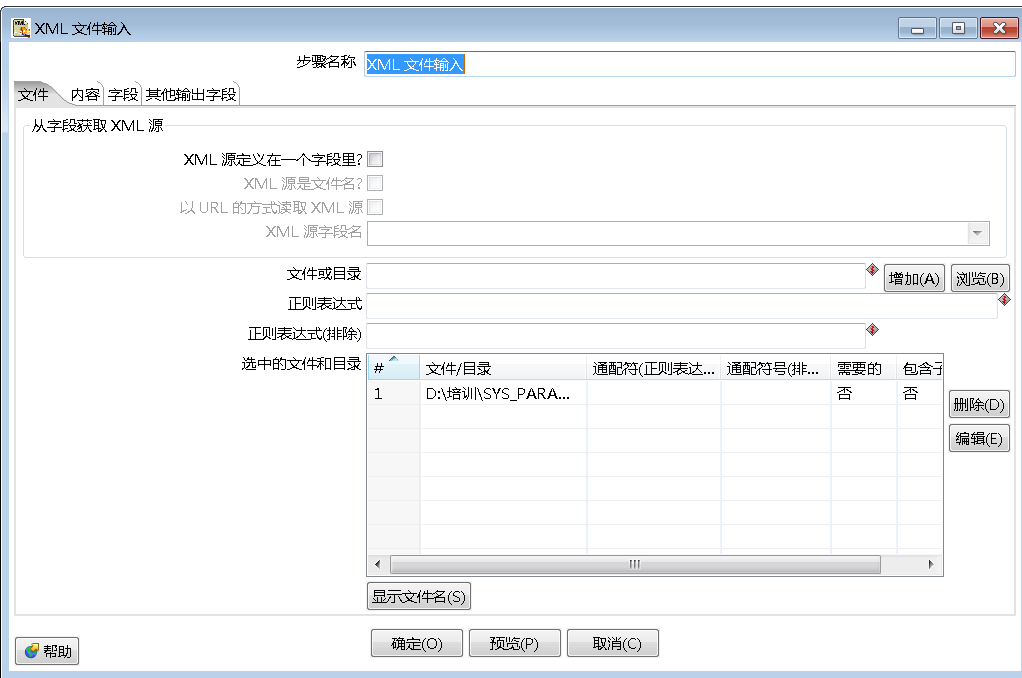 XML 文件输入
步骤名称 XML 文件输入
文件 内容 字段 其他输出字段
从字段获取 XML 源
XML 源定义在一个字段里?
XML 源是文件名?
以 URL 的方式读取 XML 源
XML 源字段名
文件或目录 增加(A) 浏览(B)
正则表达式
正则表达式(排除)
选中的文件和目录 # 文件/目录 通配符(正则表达... 通配符号(排... 需要的 包含子
1 D:\培训\SYS_PARA... 否 否
删除(D)
编辑(E)
显示文件名(S)
确定(O) 预览(P) 取消(C)
帮助